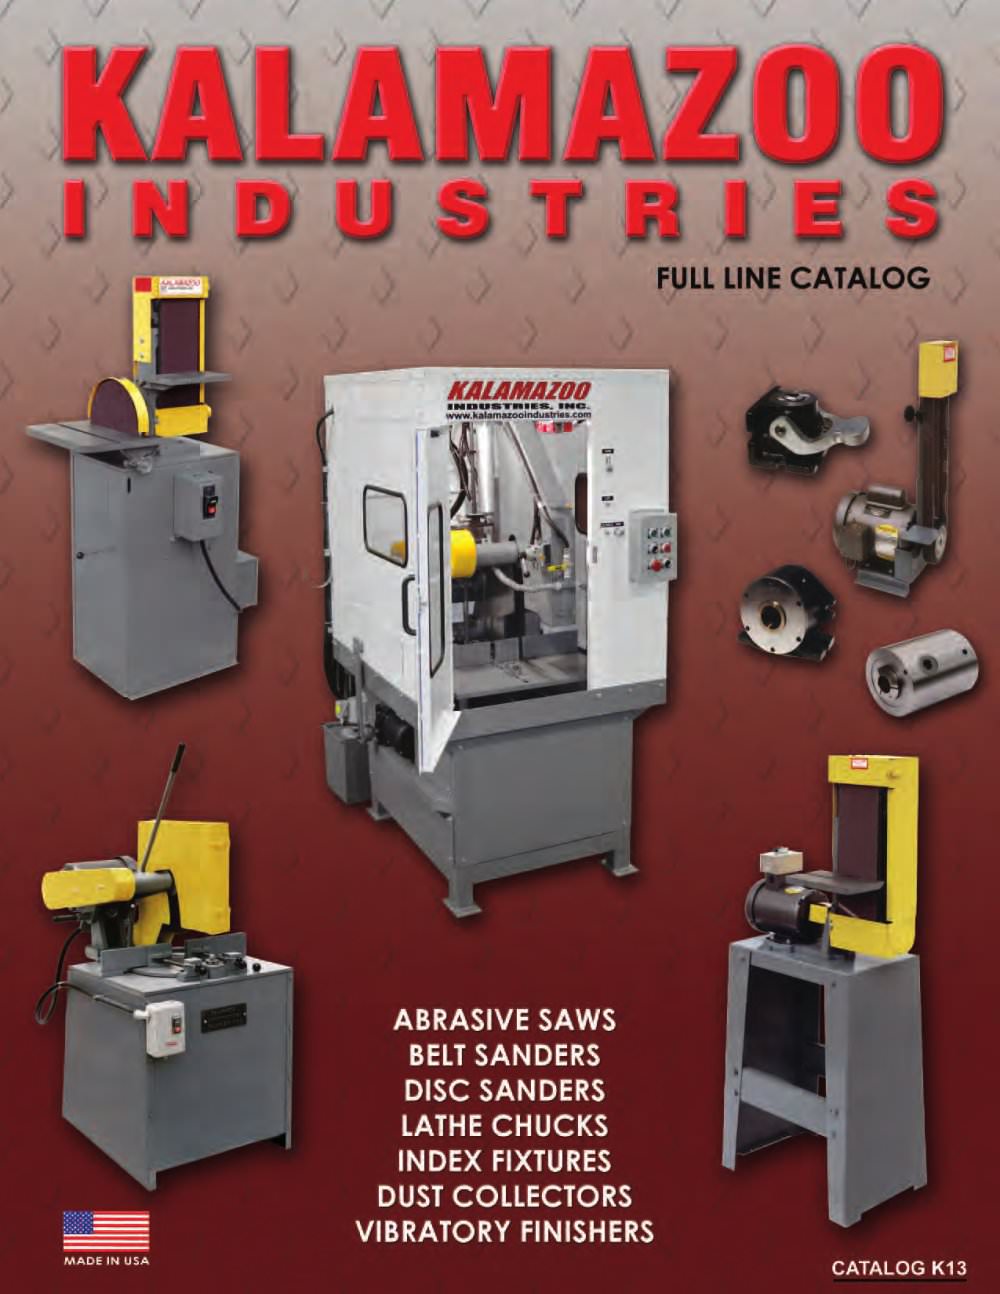 KALAMAZOO
INDUSTRIES
FULL LINE CATALOG
KALAMAZOO
KALAMAZOO
INDUSTRIES, INC.
www.kalamazooindustries.com
ABRASIVE SAWS
BELT SANDERS
DISC SANDERS
LATHE CHUCKS
INDEX FIXTURES
DUST COLLECTORS
VIBRATORY FINISHERS
MADE IN USA
CATALOG K13